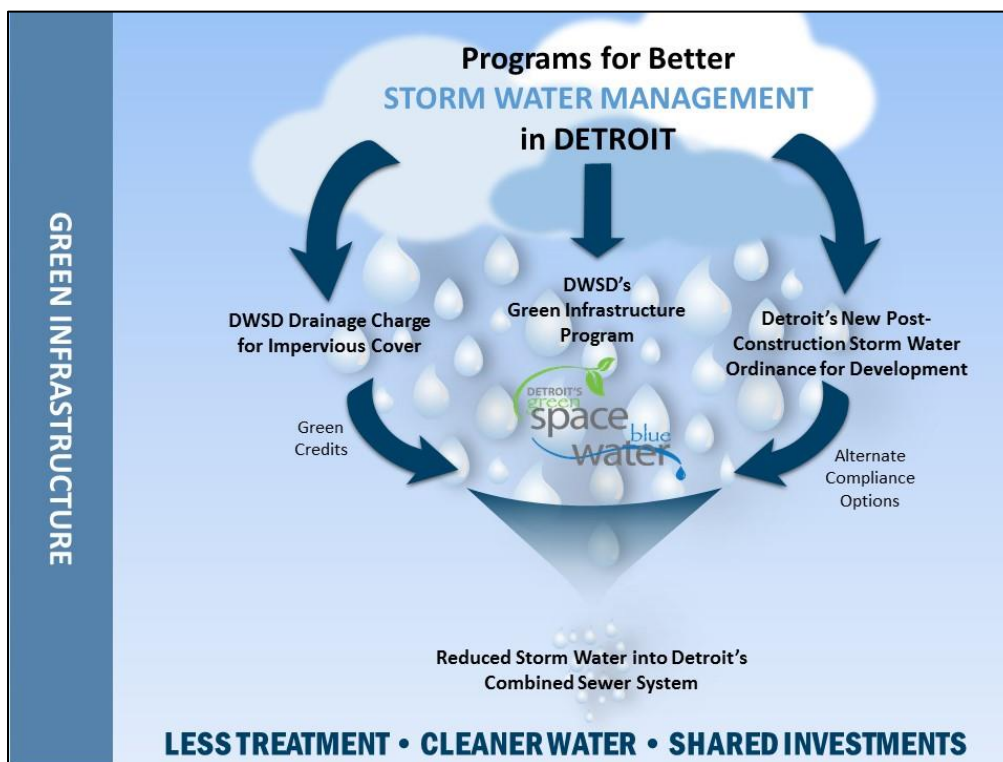 GREEN INFRASTRUCTURE
Programs for Better
STORM WATER MANAGEMENT
in DETROIT
DWSD Drainage Charge
for Impervious Cover
DWSD's
Green Infrastructure
Program
Detroit's New Post-
Construction Storm Water
Ordinance for Development
DETROIT'S
green
space
blue
water
Green
Credits
Alternate
Compliance
Options
Reduced Storm Water into Detroit's
Combined Sewer System
LESS TREATMENT • CLEANER WATER • SHARED INVESTMENTS